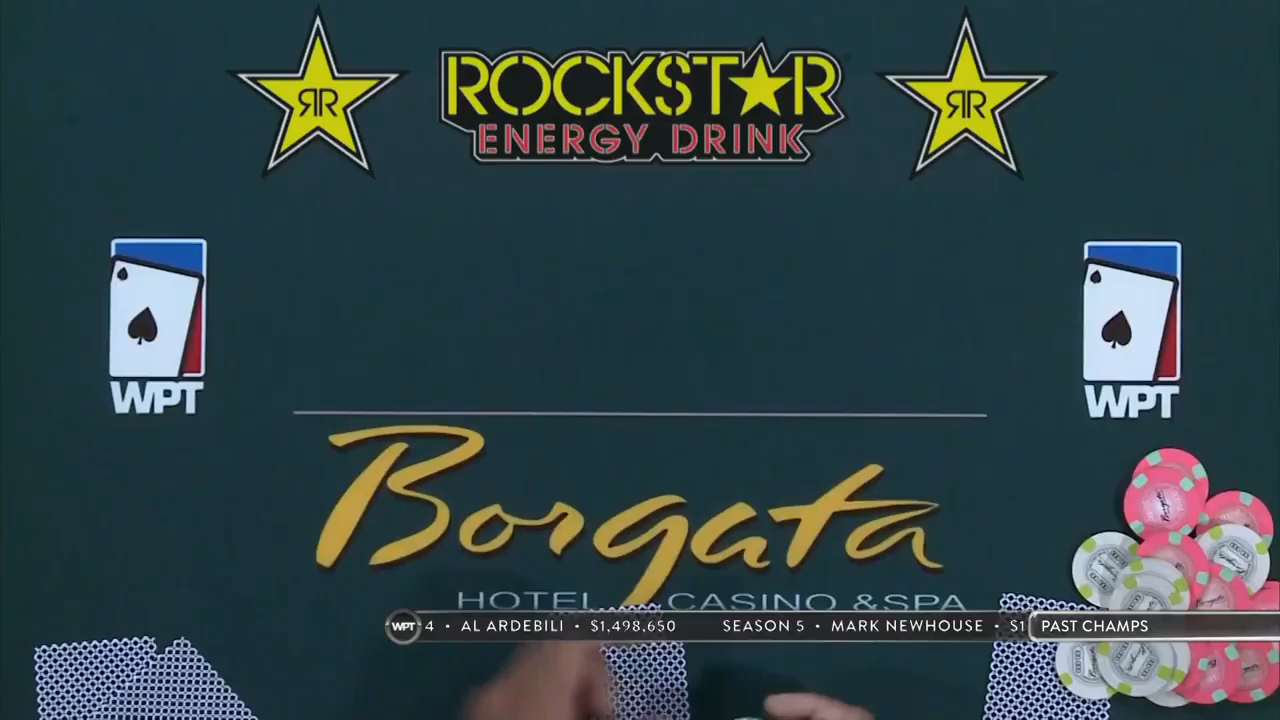 ROCKSTAR
ENERGY DRINK
WPT
WPT
Borgata
HOTEL CASINO & SPA
WPT 4 • AL ARDEBILI • $1,498,650 SEASON 5 • MARK NEWHOUSE • $1 PAST CHAMPS